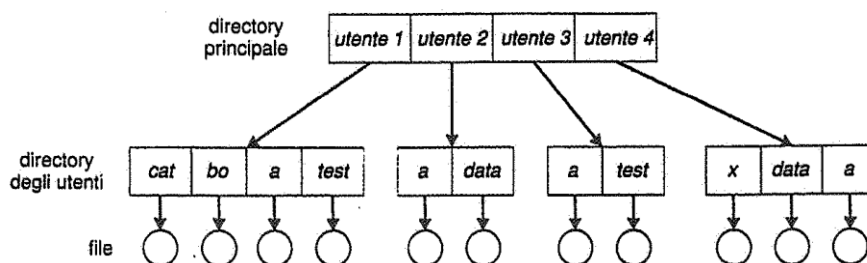 directory
principale
utente 1 utente 2 utente 3 utente 4
directory
degli utenti
cat bo a test a data a test x data a
file